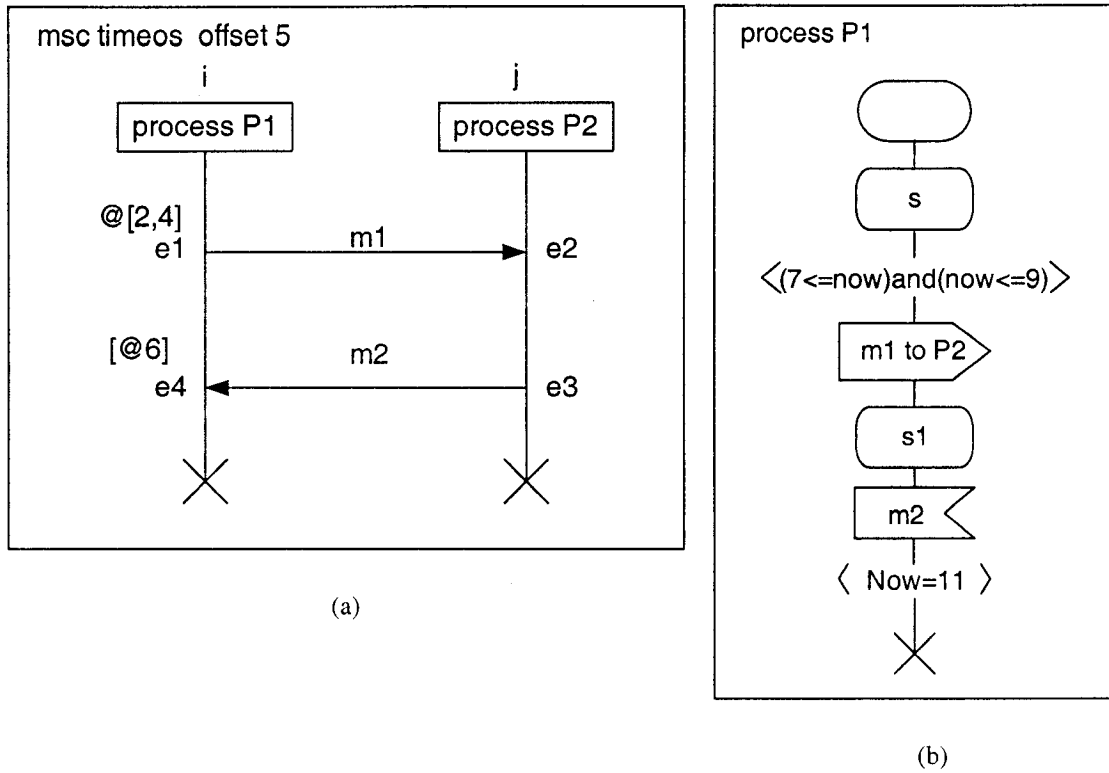 msc timeos offset 5
i
j
process P1
process P2
@[2,4]
e1
m1
e2
[@6]
e4
m2
e3
(a)
process P1
s
<(7<=now)and(now<=9)>
m1 to P2
s1
m2
< Now=11 >
(b)